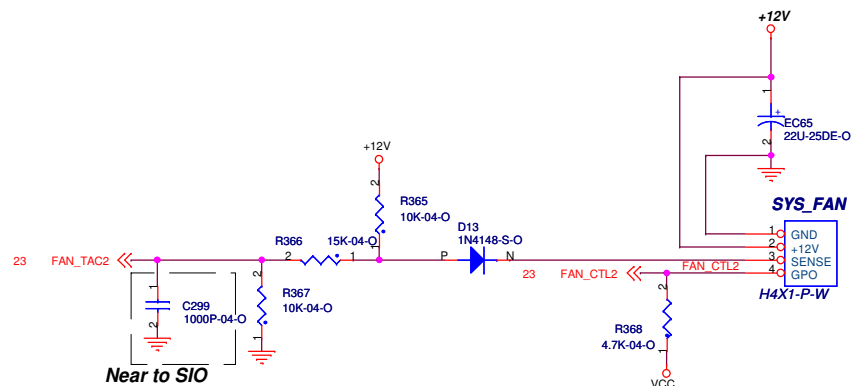 +12V
1
+
EC65
22U-25DE-O
2
+12V
SYS_FAN
2
R365
10K-04-O
1
D13
1N4148-S-O
R366
15K-04-O
2
1
P
N
1
GND
2
+12V
3
SENSE
4
GPO
H4X1-P-W
23
FAN_TAC2
23
FAN_CTL2
FAN_CTL2
1
C299
1000P-04-O
2
2
R367
10K-04-O
1
2
R368
4.7K-04-O
1
VCC
Near to SIO